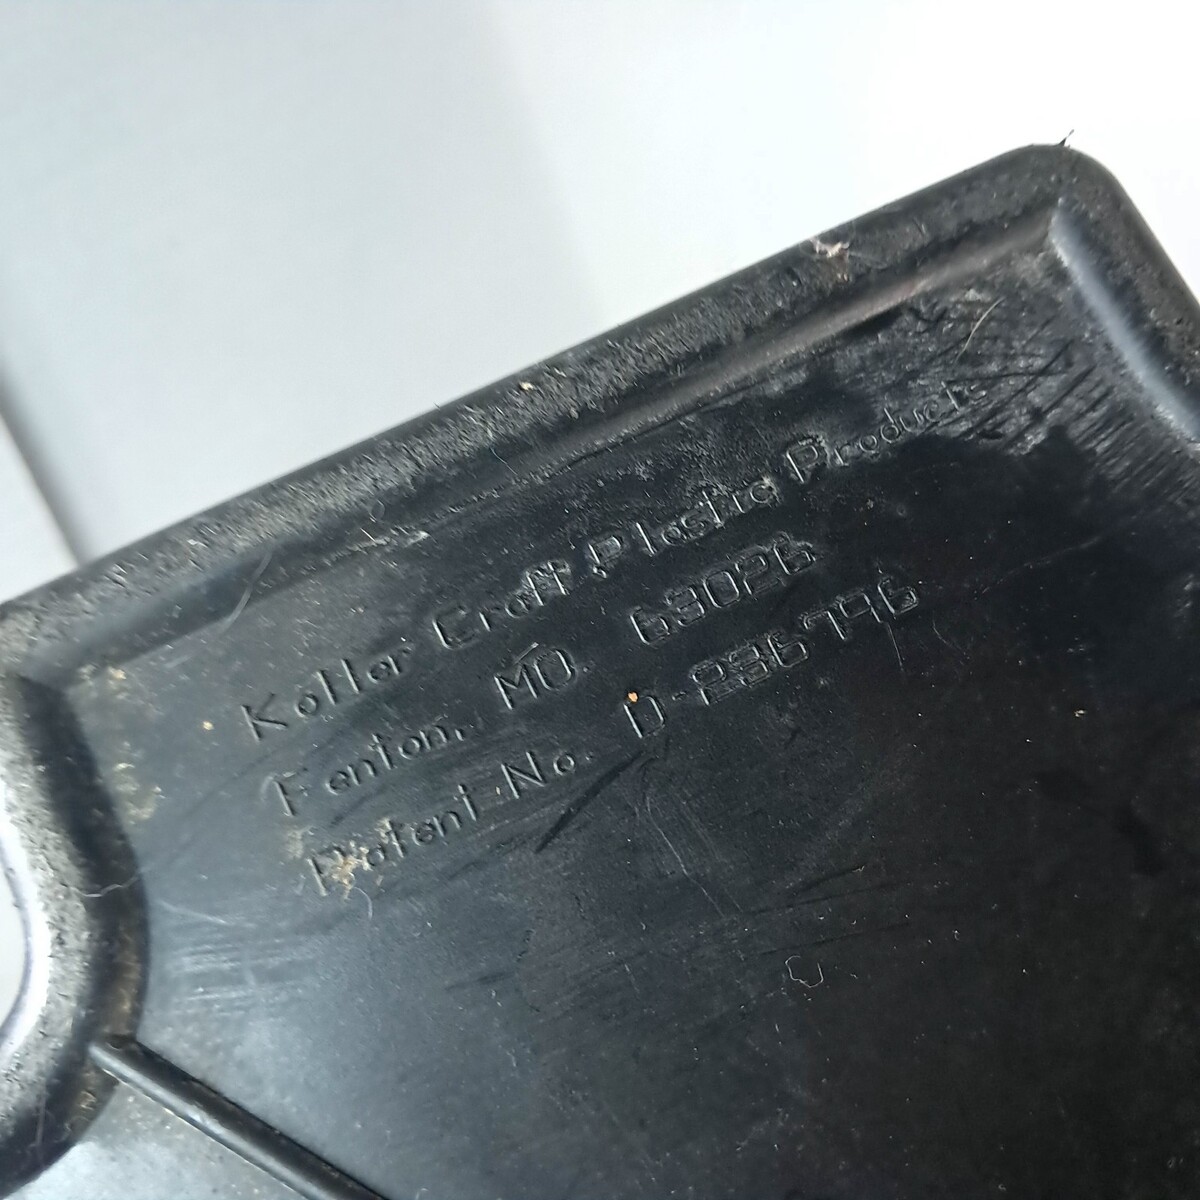 Koller Craft Plastic Products
Fenton, MO. 63026
Patent No. D-236796